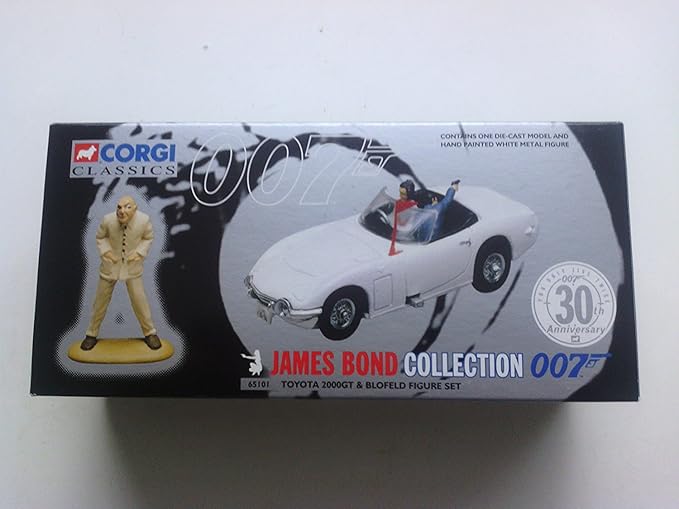 CORGI
CLASSICS
007
CONTAINS ONE DIE-CAST MODEL AND
HAND PAINTED WHITE METAL FIGURE
YOU ONLY LIVE TWICE
007
30th
Anniversary
JAMES BOND COLLECTION 007
65101 TOYOTA 2000GT & BLOFELD FIGURE SET